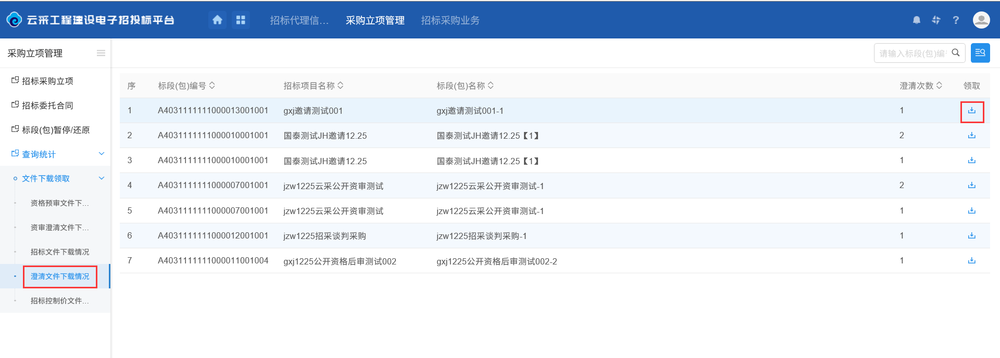 云采工程建设电子招投标平台
招标代理信... 采购立项管理 招标采购业务
?
采购立项管理
请输入标段(包)编
招标采购立项
招标委托合同
标段(包)暂停/还原
查询统计
文件下载领取
资格预审文件下...
资审澄清文件下...
招标文件下载情况
澄清文件下载情况
招标控制价文件...
序 标段(包)编号 招标项目名称 标段(包)名称 澄清次数 领取
1 A4031111111000013001001 gxj邀请测试001 gxj邀请测试001-1 1
2 A4031111111000010001001 国泰测试JH邀请12.25 国泰测试JH邀请12.25【1】 2
3 A4031111111000010001001 国泰测试JH邀请12.25 国泰测试JH邀请12.25【1】 1
4 A4031111111000007001001 jzw1225云采公开资审测试 jzw1225云采公开资审测试-1 2
5 A4031111111000007001001 jzw1225云采公开资审测试 jzw1225云采公开资审测试-1 1
6 A4031111111000012001001 jzw1225招采谈判采购 jzw1225招采谈判采购-1 1
7 A4031111111000011001004 gxj1225公开资格后审测试002 gxj1225公开资格后审测试002-2 1